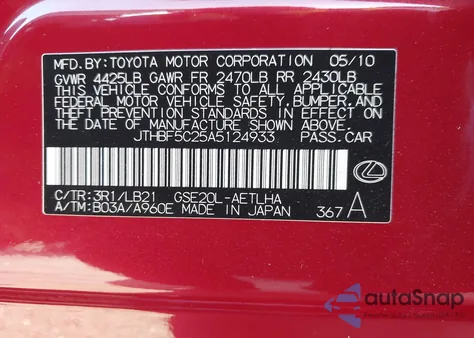 MFD.BY:TOYOTA MOTOR CORPORATION 05/10
GVWR 4425LB GAWR FR 2470LB RR 2430LB
THIS VEHICLE CONFORMS TO ALL APPLICABLE
FEDERAL MOTOR VEHICLE SAFETY,BUMPER,AND
THEFT PREVENTION STANDARDS IN EFFECT ON
THE DATE OF MANUFACTURE SHOWN ABOVE.
JTHBF5C25A5124933 PASS.CAR
C/TR:3R1/LB21 GSE20L-AETLHA
A/TM:B03A/A960E MADE IN JAPAN 367 A
autoSnap